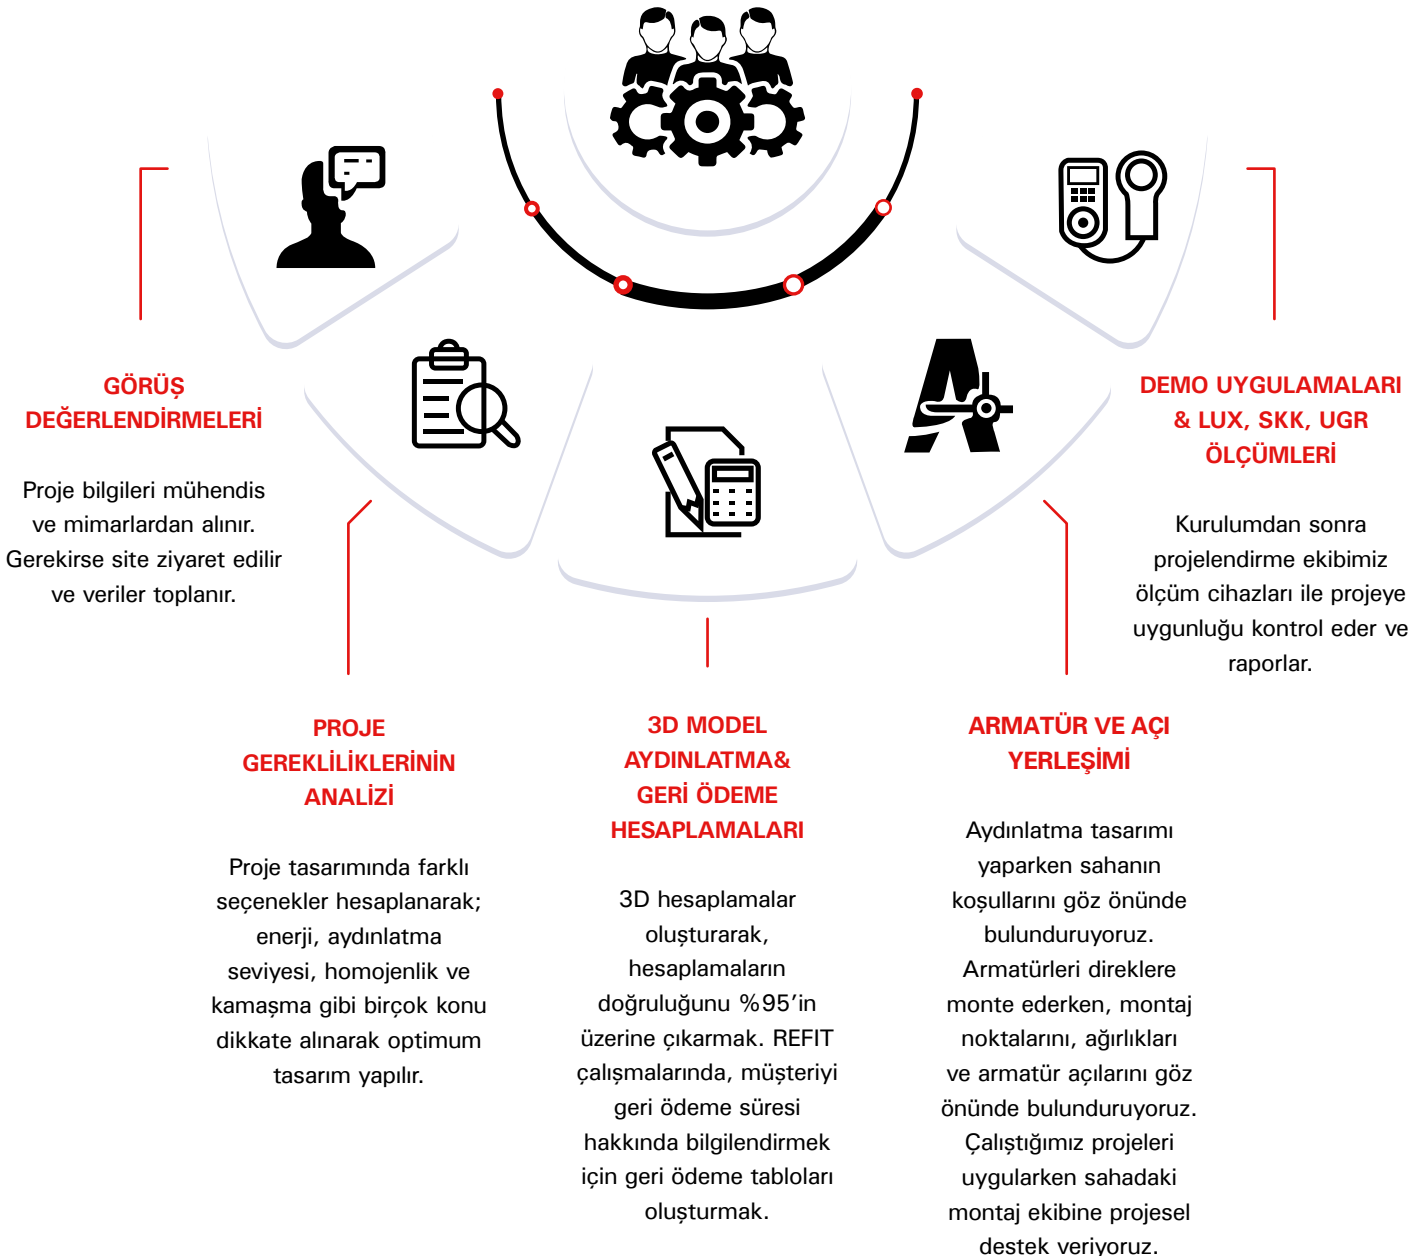 GÖRÜŞ
DEĞERLENDİRMELERİ
Proje bilgileri mühendis
ve mimarlardan alınır.
Gerekirse site ziyaret edilir
ve veriler toplanır.
PROJE
GEREKLİLİKLERİNİN
ANALİZİ
Proje tasarımında farklı
seçenekler hesaplanarak;
enerji, aydınlatma
seviyesi, homojenlik ve
kamaşma gibi birçok konu
dikkate alınarak optimum
tasarım yapılır.
3D MODEL
AYDINLATMA&
GERİ ÖDEME
HESAPLAMALARI
3D hesaplamalar
oluşturarak,
hesaplamaların
doğruluğunu %95’in
üzerine çıkarmak. REFIT
çalışmalarında, müşteriyi
geri ödeme süresi
hakkında bilgilendirmek
için geri ödeme tabloları
oluşturmak.
ARMATÜR VE AÇI
YERLEŞİMİ
Aydınlatma tasarımı
yaparken sahanın
koşullarını göz önünde
bulunduruyoruz.
Armatürleri direklere
monte ederken, montaj
noktalarını, ağırlıkları
ve armatür açılarını göz
önünde bulunduruyoruz.
Çalıştığımız projeleri
uygularken sahadaki
montaj ekibine projesel
destek veriyoruz.
DEMO UYGULAMALARI
& LUX, SKK, UGR
ÖLÇÜMLERİ
Kurulumdan sonra
projelendirme ekibimiz
ölçüm cihazları ile projeye
uygunluğu kontrol eder ve
raporlar.